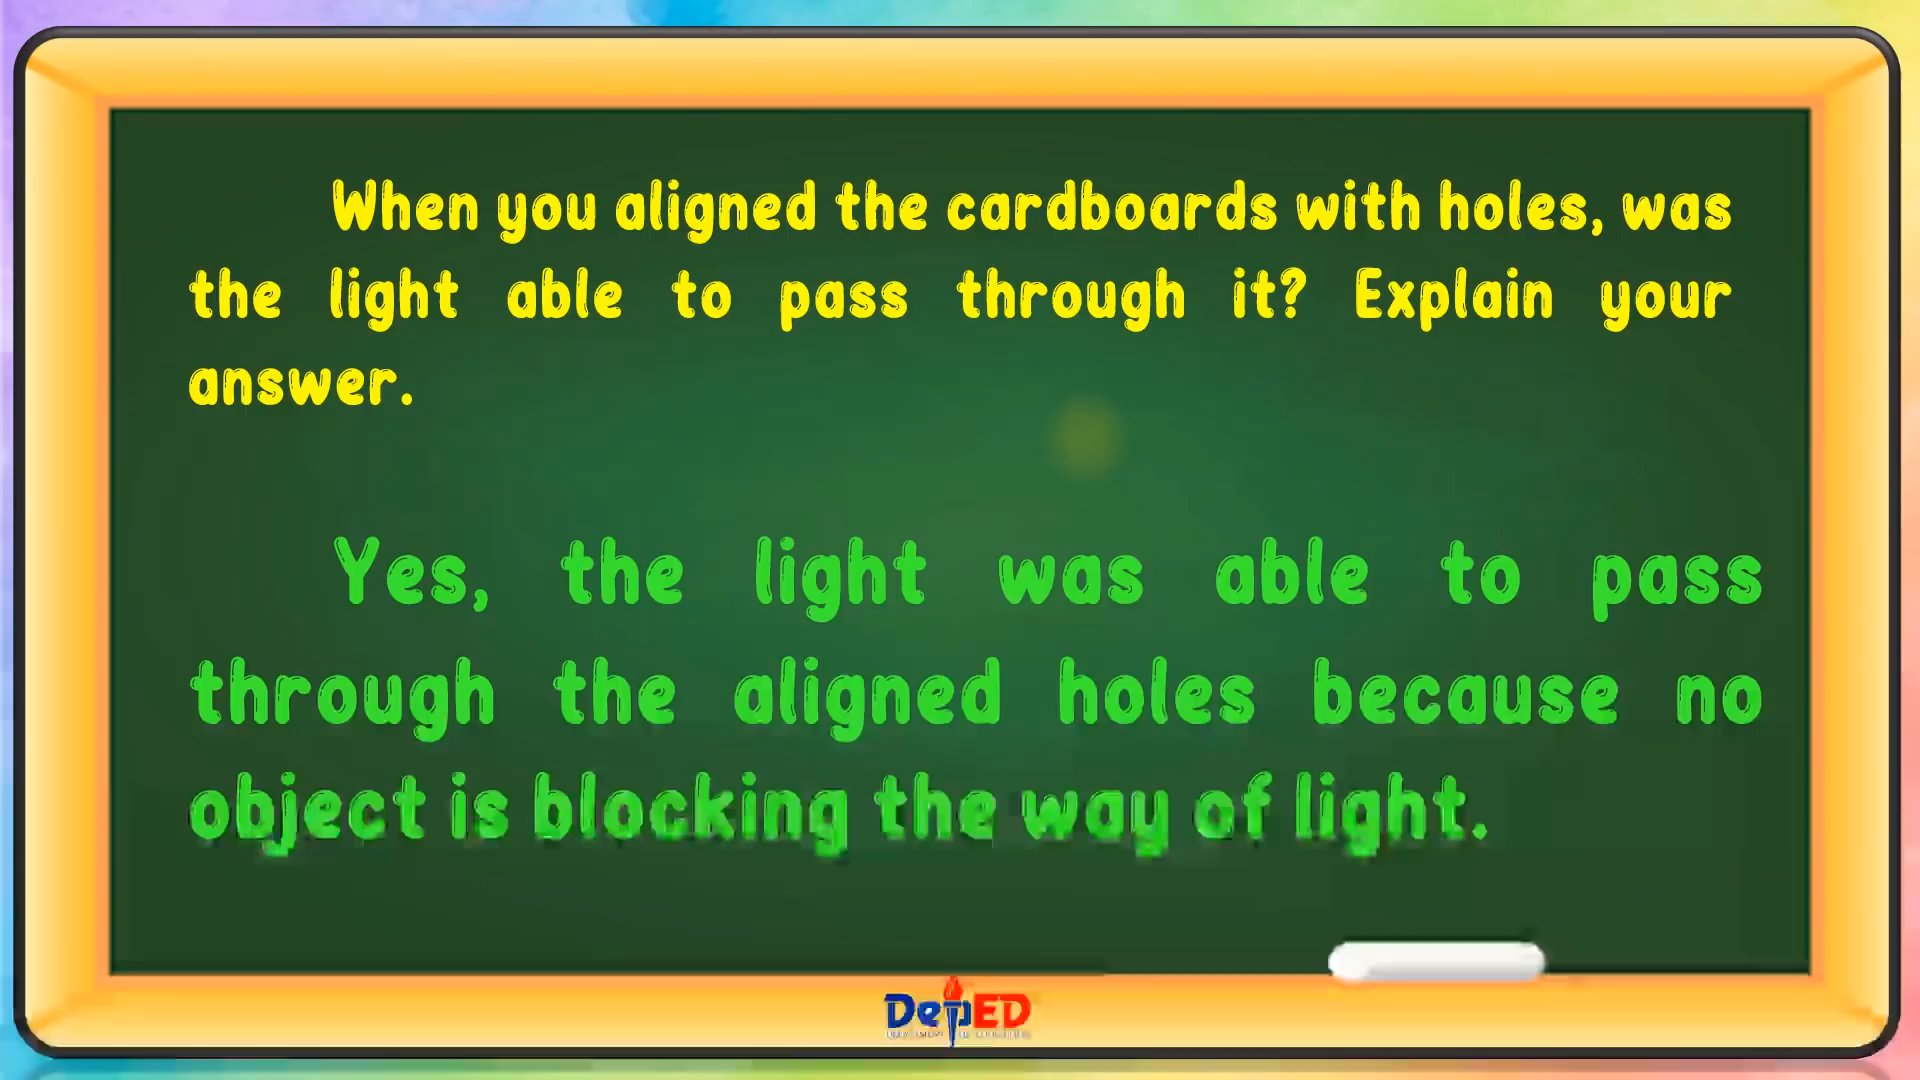 When you aligned the cardboards with holes, was
the light able to pass through it? Explain your
answer.
Yes, the light was able to pass
through the aligned holes because no
object is blocking the way of light.
DepED